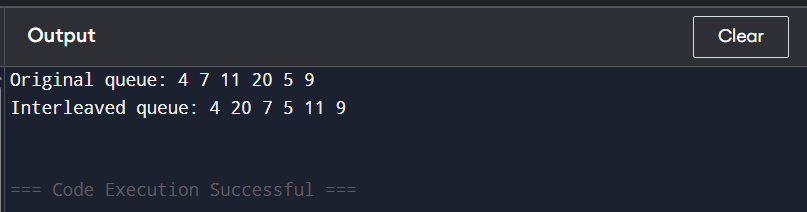 Output
Clear
Original queue: 4 7 11 20 5 9
Interleaved queue: 4 20 7 5 11 9
=== Code Execution Successful ===